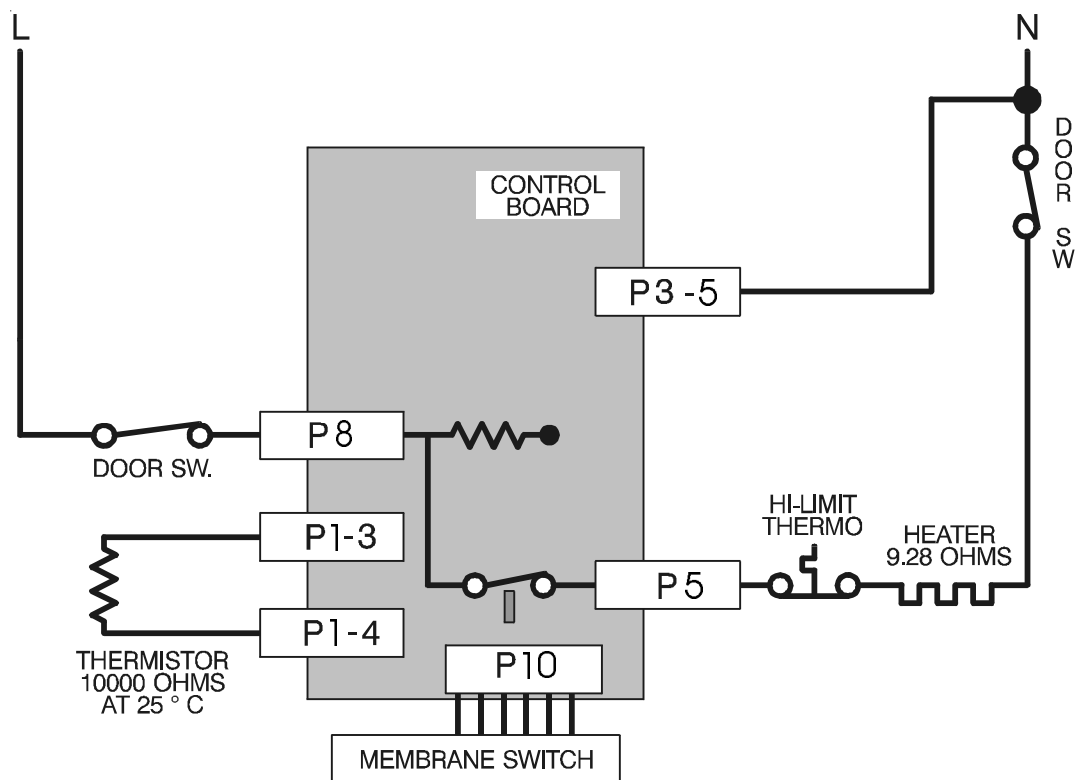 L
N
DOOR SW
CONTROL
BOARD
P3-5
P8
DOOR SW.
P1-3
HI-LIMIT
THERMO
HEATER
9.28 OHMS
P5
P1-4
THERMISTOR
10000 OHMS
AT 25 ° C
P10
MEMBRANE SWITCH